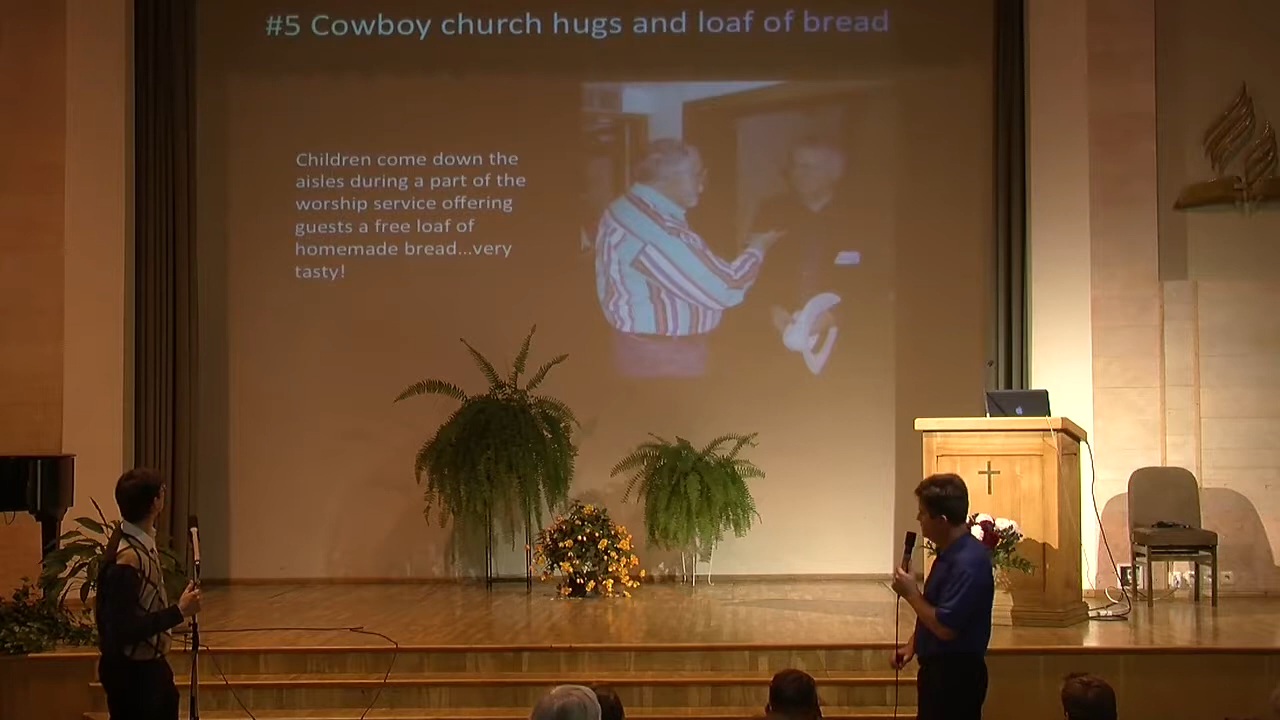 #5 Cowboy church hugs and loaf of bread
Children come down the
aisles during a part of the
worship service offering
guests a free loaf of
homemade bread...very
tasty!